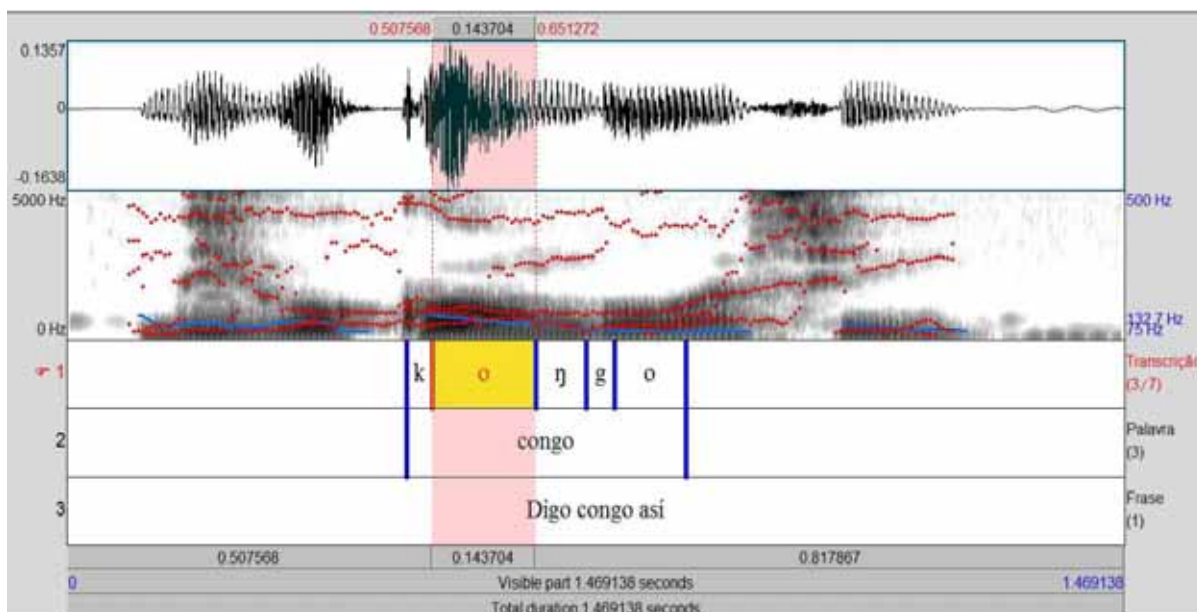 0.507568 0.143704 0.651272
0.1357
0
-0.1638
5000 Hz 500 Hz
132.7 Hz
0 Hz 75 Hz
1 k o ŋ g o Transcrição
(3/7)
2 congo Palavra
(3)
3 Digo congo así Frase
(1)
0.507568 0.143704 0.817867
0 Visible part 1.469138 seconds 1.469138
Total duration 1.469138 seconds